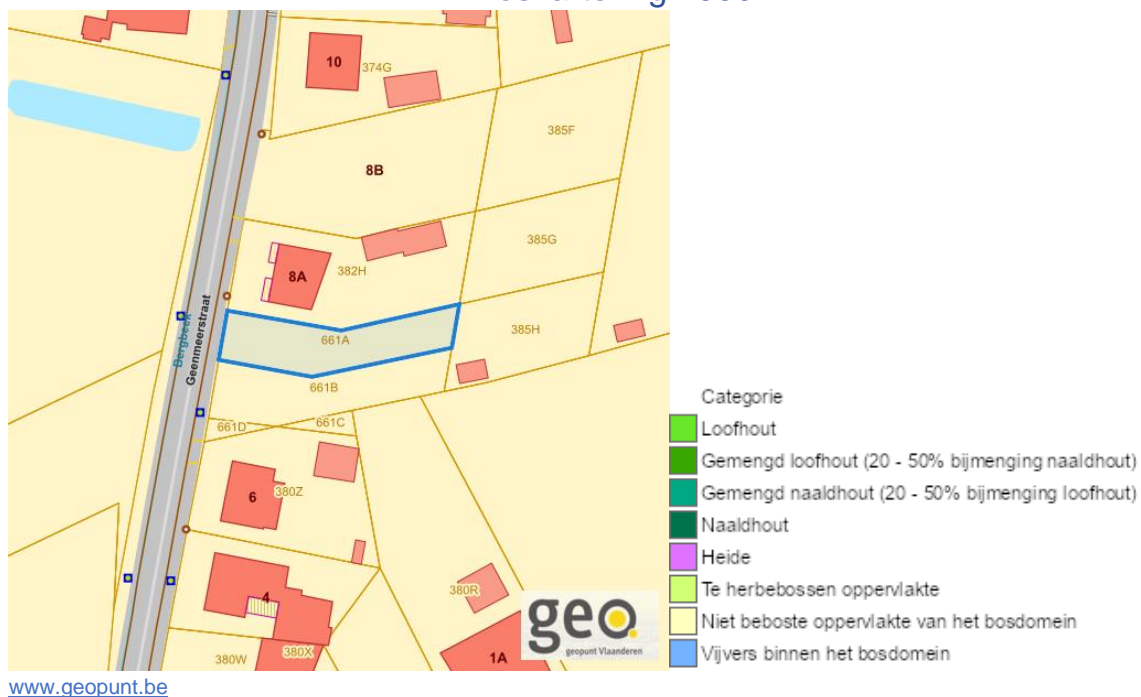 10
374G
385F
8B
385G
8A
382H
385H
661A
Bergbeek
Geenmeerstraat
661B
661D
661C
6
380Z
4
380R
380W
380X
1A
geo
geopunt Vlaanderen
Categorie
Loofhout
Gemengd loofhout (20 - 50% bijmenging naaldhout)
Gemengd naaldhout (20 - 50% bijmenging loofhout)
Naaldhout
Heide
Te herbebossen oppervlakte
Niet beboste oppervlakte van het bosdomein
Vijvers binnen het bosdomein
www.geopunt.be